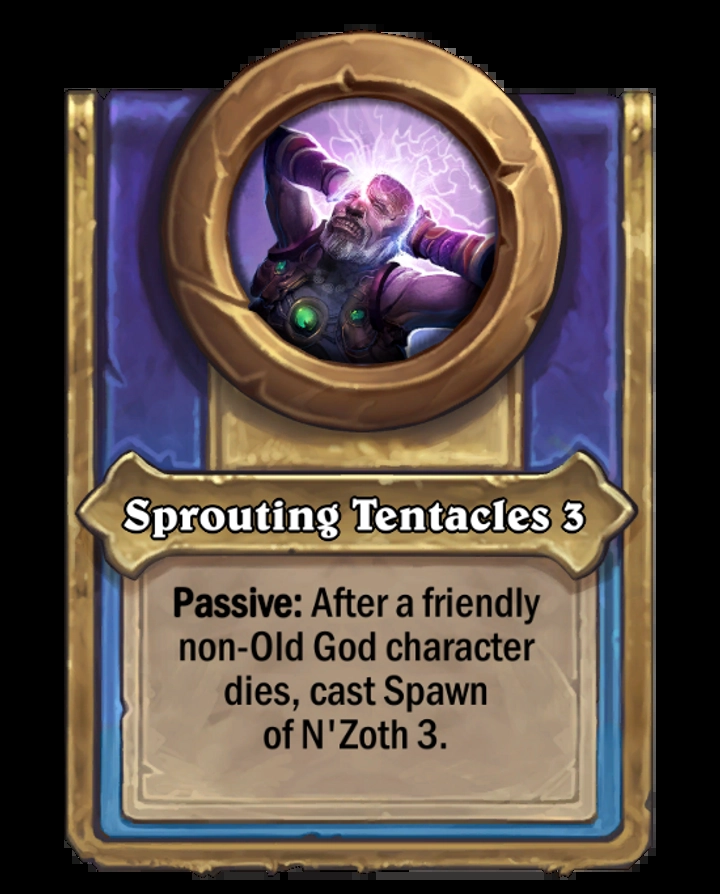 Sprouting Tentacles 3
Passive: After a friendly
non-Old God character
dies, cast Spawn
of N'Zoth 3.